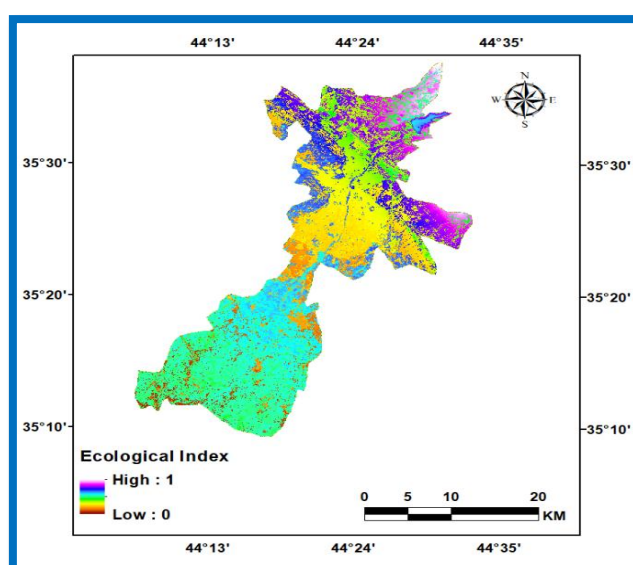 44°13' 44°24' 44°35'
N
W E
S
35°30' 35°30'
35°20' 35°20'
35°10' 35°10'
Ecological Index
High : 1
Low : 0
0 5 10 20
KM
44°13' 44°24' 44°35'